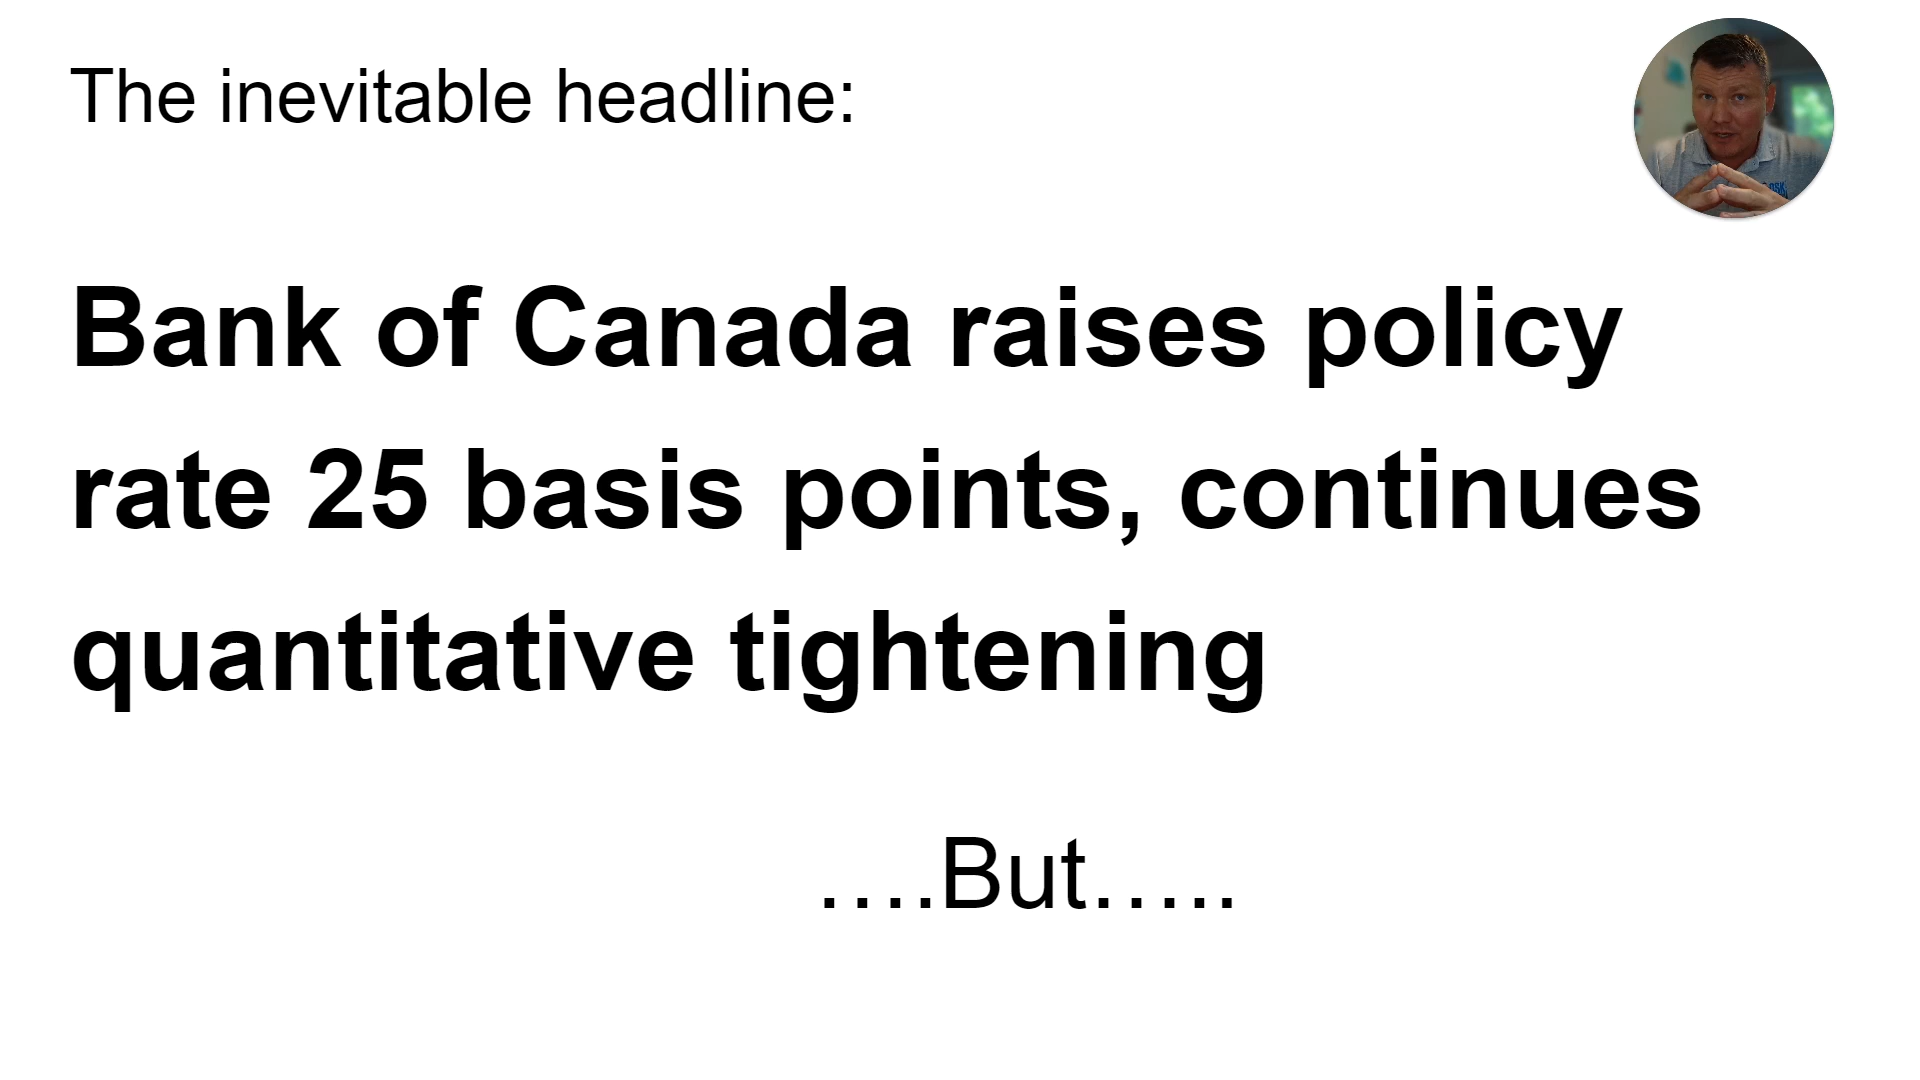 The inevitable headline:
Bank of Canada raises policy
rate 25 basis points, continues
quantitative tightening
….But…..